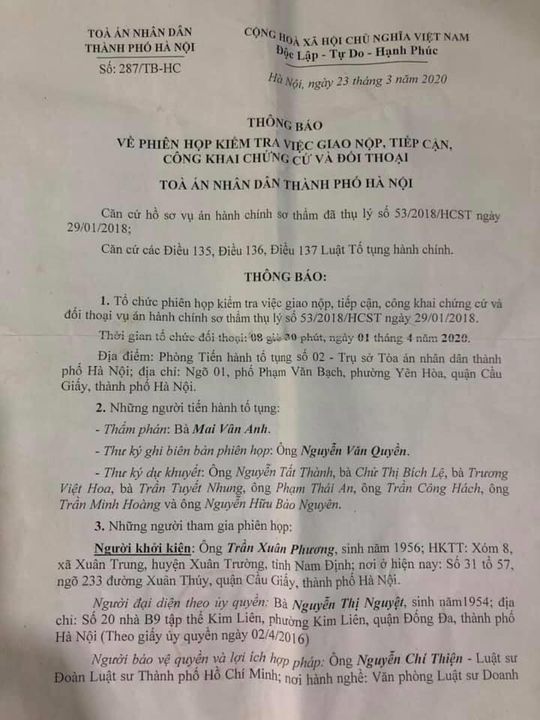 TOÀ ÁN NHÂN DÂN
THÀNH PHỐ HÀ NỘI
Số: 287/TB-HC
CỘNG HOÀ XÃ HỘI CHỦ NGHĨA VIỆT NAM
Độc Lập - Tự Do - Hạnh Phúc
Hà Nội, ngày 23 tháng 3 năm 2020
THÔNG BÁO
VỀ PHIÊN HỌP KIỂM TRA VIỆC GIAO NỘP, TIẾP CẬN,
CÔNG KHAI CHỨNG CỨ VÀ ĐỐI THOẠI
TOÀ ÁN NHÂN DÂN THÀNH PHỐ HÀ NỘI
Căn cứ hồ sơ vụ án hành chính sơ thẩm đã thụ lý số 53/2018/HCST ngày
29/01/2018;
Căn cứ các Điều 135, Điều 136, Điều 137 Luật Tố tụng hành chính.
THÔNG BÁO:
1. Tổ chức phiên họp kiểm tra việc giao nộp, tiếp cận, công khai chứng cứ và
đối thoại vụ án hành chính sơ thẩm thụ lý số 53/2018/HCST ngày 29/01/2018.
Thời gian tổ chức đối thoại: 08 giờ 30 phút, ngày 01 tháng 4 năm 2020.
Địa điểm: Phòng Tiến hành tố tụng số 02 - Trụ sở Tòa án nhân dân thành
phố Hà Nội; địa chỉ: Ngõ 01, phố Phạm Văn Bạch, phường Yên Hòa, quận Cầu
Giấy, thành phố Hà Nội.
2. Những người tiến hành tố tụng:
- Thẩm phán: Bà Mai Vân Anh.
- Thư ký ghi biên bản phiên họp: Ông Nguyễn Văn Quyền.
- Thư ký dự khuyết: Ông Nguyễn Tất Thành, bà Chử Thị Bích Lệ, bà Trương
Việt Hoa, bà Trần Tuyết Nhung, ông Phạm Thái An, ông Trần Công Hách, ông
Trần Minh Hoàng và ông Nguyễn Hữu Bảo Nguyên.
3. Những người tham gia phiên họp:
Người khởi kiện: Ông Trần Xuân Phương, sinh năm 1956; HKTT: Xóm 8,
xã Xuân Trung, huyện Xuân Trường, tỉnh Nam Định; nơi ở hiện nay: Số 31 tổ 57,
ngõ 233 đường Xuân Thủy, quận Cầu Giấy, thành phố Hà Nội.
Người đại diện theo ủy quyền: Bà Nguyễn Thị Nguyệt, sinh năm1954; địa
chỉ: Số 20 nhà B9 tập thể Kim Liên, phường Kim Liên, quận Đống Đa, thành phố
Hà Nội (Theo giấy ủy quyền ngày 02/4/2016)
Người bảo vệ quyền và lợi ích hợp pháp: Ông Nguyễn Chí Thiện - Luật sư
Đoàn Luật sư Thành phố Hồ Chí Minh; nơi hành nghề: Văn phòng Luật sư Doanh